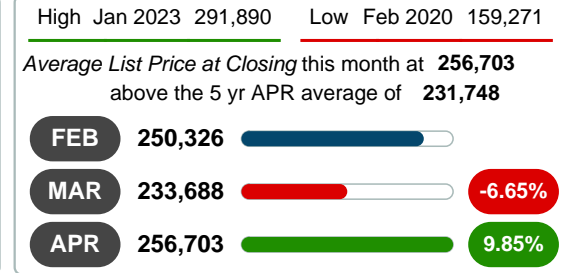 High Jan 2023 291,890 Low Feb 2020 159,271
Average List Price at Closing this month at 256,703
above the 5 yr APR average of 231,748
FEB 250,326
MAR 233,688 -6.65%
APR 256,703 9.85%